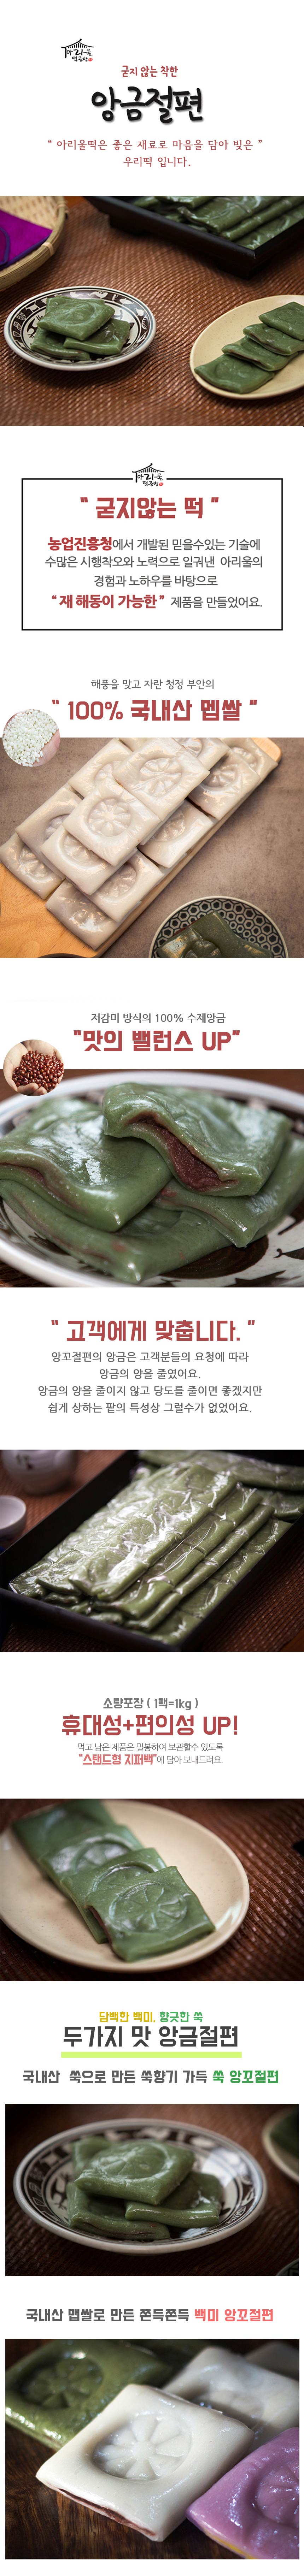 아리울
떡공방
굳지 않는 착한
앙금절편
“ 아리울떡은 좋은 재료로 마음을 담아 빚은 ”
우리떡 입니다.
아리울
떡공방
“ 굳지않는 떡 ”
농업진흥청에서 개발된 믿을수있는 기술에
수많은 시행착오와 노력으로 일궈낸 아리울의
경험과 노하우를 바탕으로
“ 재 해동이 가능한 ” 제품을 만들었어요.
해풍을 맞고 자란 청정 부안의
“ 100% 국내산 멥쌀 ”
저감미 방식의 100% 수제앙금
“맛의 밸런스 UP”
“ 고객에게 맞춥니다. ”
앙꼬절편의 앙금은 고객분들의 요청에 따라
앙금의 양을 줄였어요.
앙금의 양을 줄이지 않고 당도를 줄이면 좋겠지만
쉽게 상하는 팥의 특성상 그럴수가 없었어요.
소량포장 ( 1팩=1kg )
휴대성+편의성 UP!
먹고 남은 제품은 밀봉하여 보관할수 있도록
“스탠드형 지퍼백”에 담아 보내드려요.
담백한 백미, 향긋한 쑥
두가지 맛 앙금절편
국내산 쑥으로 만든 쑥향기 가득 쑥 앙꼬절편
국내산 멥쌀로 만든 쫀득쫀득 백미 앙꼬절편